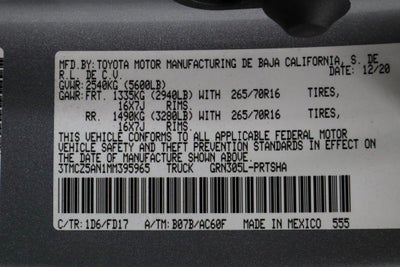 MFD.BY: TOYOTA MOTOR MANUFACTURING DE BAJA CALIFORNIA, S. DE
R.L. DE C.V. DATE: 12/20
GVWR: 2540KG (5600LB)
GAWR: FRT. 1335KG (2940LB) WITH 265/70R16 TIRES,
16X7J RIMS.
RR. 1490KG (3280LB) WITH 265/70R16 TIRES,
16X7J RIMS.
THIS VEHICLE CONFORMS TO ALL APPLICABLE FEDERAL MOTOR
VEHICLE SAFETY AND THEFT PREVENTION STANDARDS IN EFFECT ON
THE DATE OF MANUFACTURE SHOWN ABOVE.
3TMCZ5AN1MM395965 TRUCK GRN305L-PRTSHA
C/TR: 1D6/FD17 A/TM: B07B/AC60F MADE IN MEXICO 555